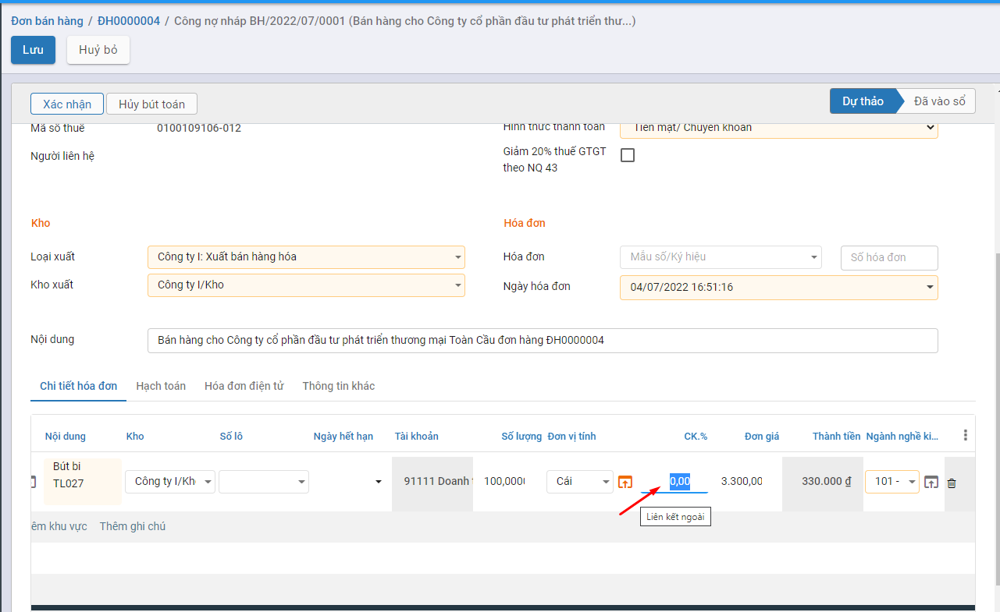 Đơn bán hàng / ĐH0000004 / Công nợ nháp BH/2022/07/0001 (Bán hàng cho Công ty cổ phần đầu tư phát triển thư...)
Lưu Huỷ bỏ
Xác nhận Hủy bút toán Dự thảo Đã vào sổ
Mã số thuế 0100109106-012 Hình thức thanh toán Tiền mặt/ Chuyển khoản
Người liên hệ Giảm 20% thuế GTGT
theo NQ 43
Kho Hóa đơn
Loại xuất Công ty I: Xuất bán hàng hóa Hóa đơn Mẫu số/Ký hiệu Số hóa đơn
Kho xuất Công ty I/Kho Ngày hóa đơn 04/07/2022 16:51:16
Nội dung Bán hàng cho Công ty cổ phần đầu tư phát triển thương mại Toàn Cầu đơn hàng ĐH0000004
Chi tiết hóa đơn Hạch toán Hóa đơn điện tử Thông tin khác
Nội dung Kho Số lô Ngày hết hạn Tài khoản Số lượng Đơn vị tính CK.% Đơn giá Thành tiền Ngành nghề ki...
Bút bi
TL027 Công ty I/Kh 91111 Doanh t 100,000 Cái 0,00 3.300,00 330.000 ₫ 101 -
Liên kết ngoài
êm khu vực Thêm ghi chú